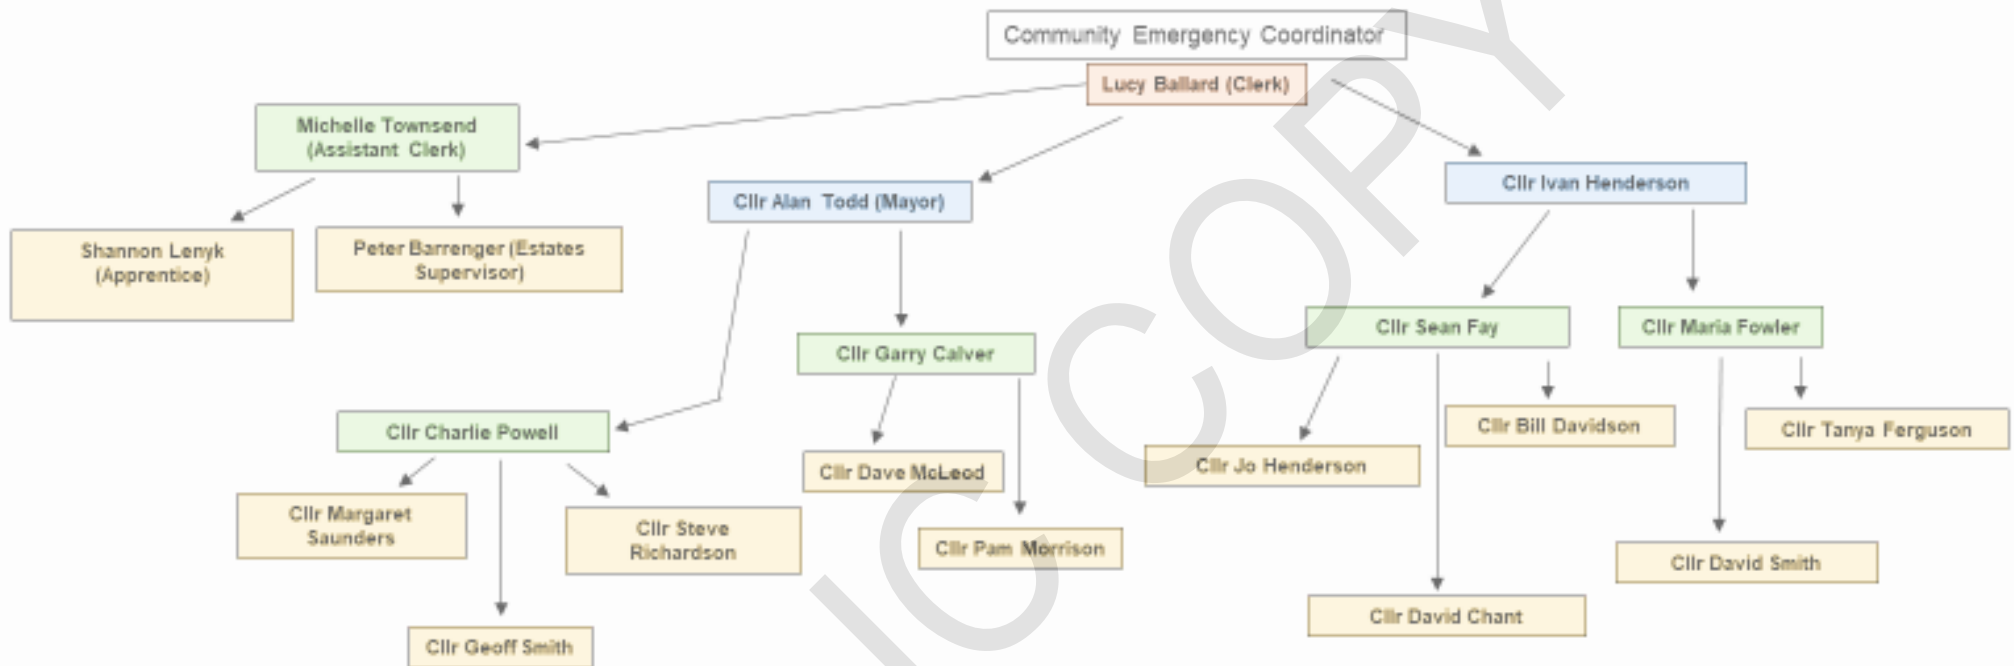 Community Emergency Coordinator
Lucy Ballard (Clerk)
Michelle Townsend
(Assistant Clerk)
Cllr Alan Todd (Mayor)
Cllr Ivan Henderson
Shannon Lenyk
(Apprentice)
Peter Barrenger (Estates
Supervisor)
Cllr Sean Fay
Cllr Maria Fowler
Cllr Garry Calver
Cllr Charlie Powell
Cllr Bill Davidson
Cllr Tanya Ferguson
Cllr Dave McLeod
Cllr Jo Henderson
Cllr Margaret
Saunders
Cllr Steve
Richardson
Cllr Pam Morrison
Cllr David Smith
Cllr David Chant
Cllr Geoff Smith
IC COPY